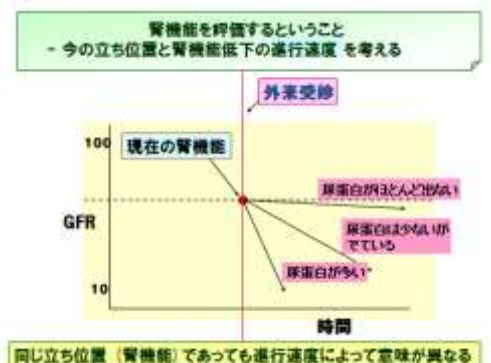 腎機能を評価するということ
- 今の立ち位置と腎機能低下の進行速度 を考える
外来受診
100
現在の腎機能
尿蛋白がほとんど出ない
GFR
尿蛋白は少ないが
でている
尿蛋白が多い
10
時間
同じ立ち位置（腎機能）であっても進行速度によって意味が異なる